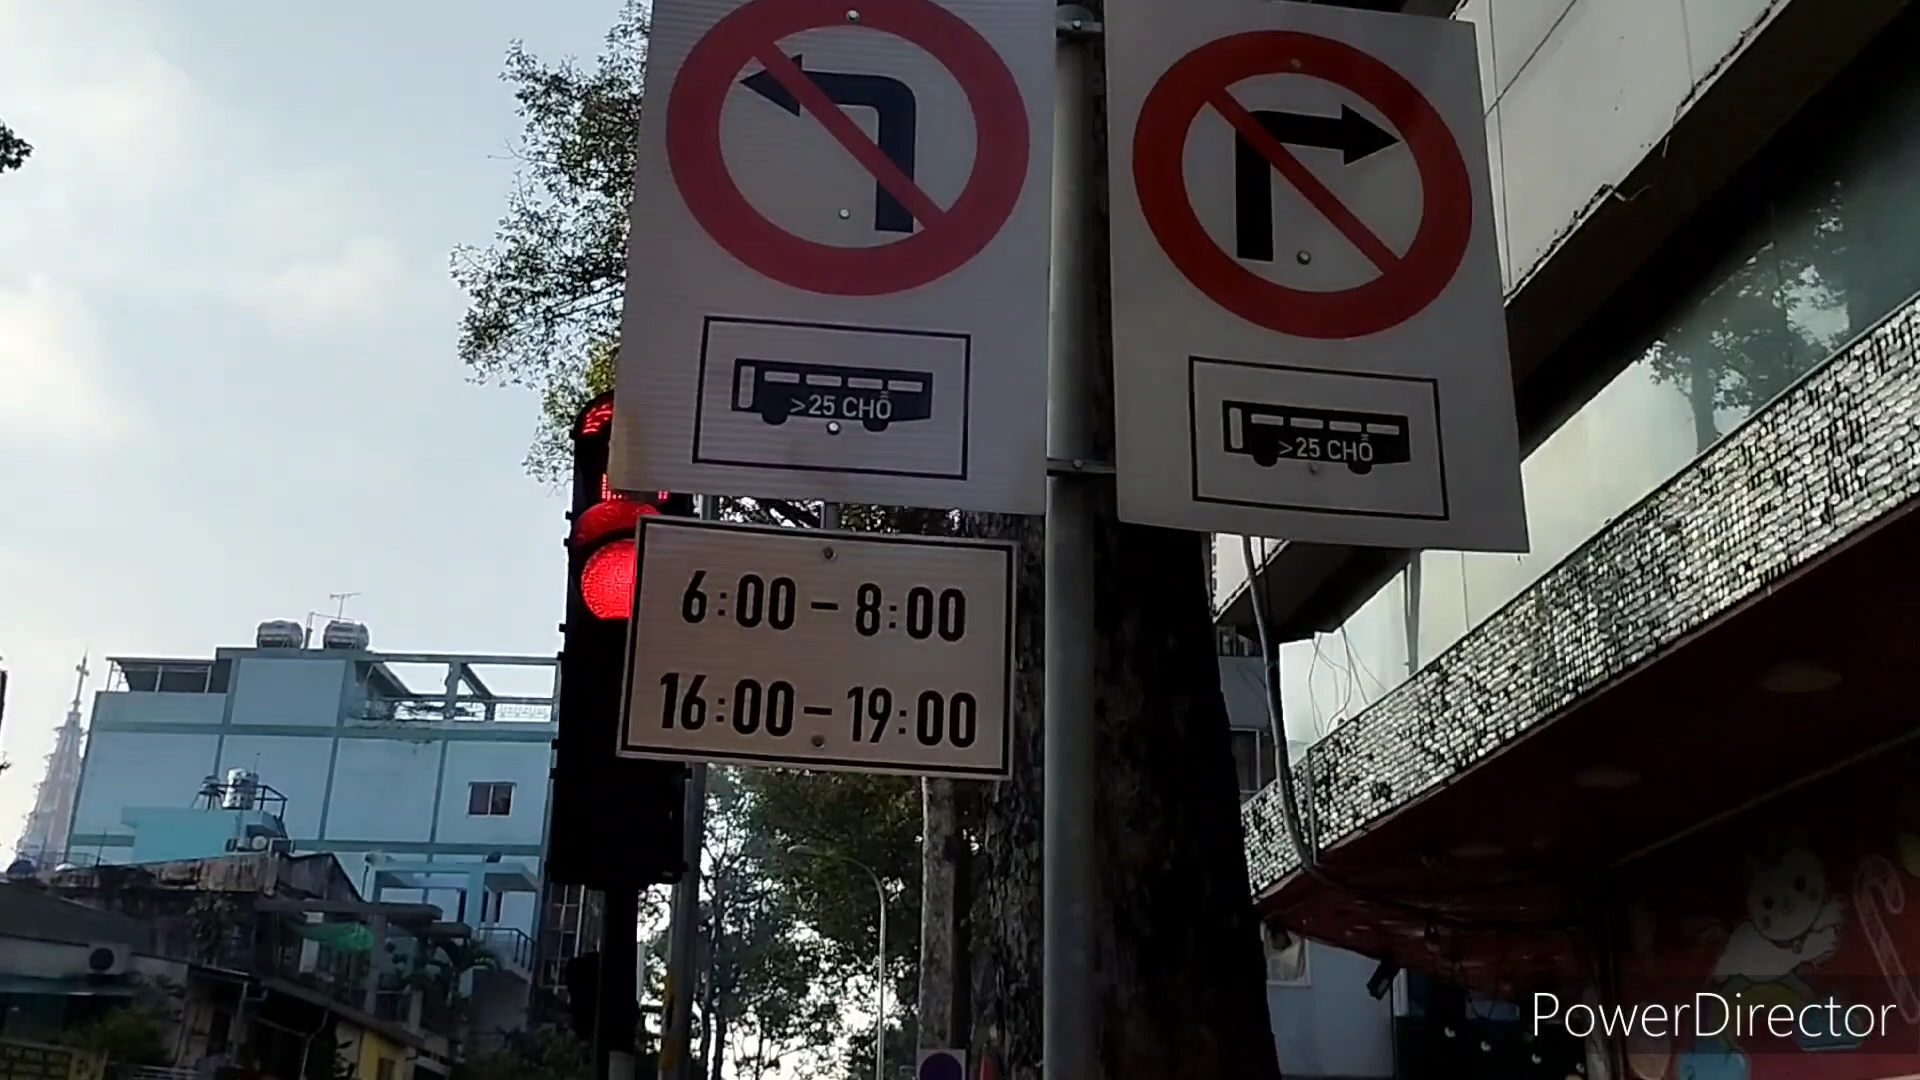 >25 CHỖ
>25 CHỖ
6:00 – 8:00
16:00 – 19:00
PowerDirector